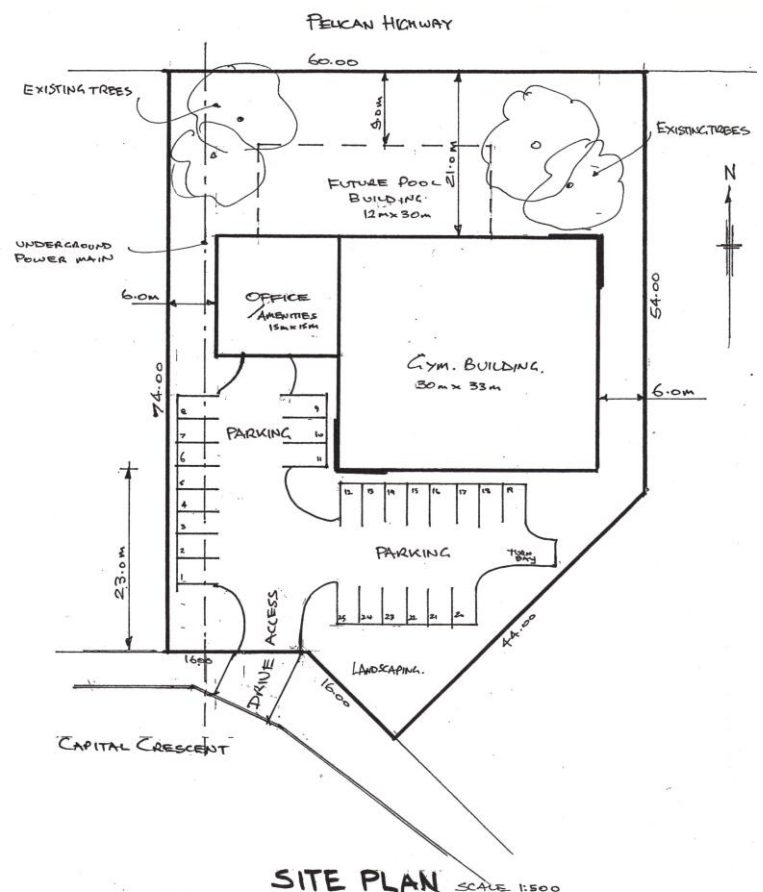 PELICAN HIGHWAY
60.00
EXISTING TREES
9.0m
21.0m
EXISTING TREES
N
FUTURE POOL
BUILDING.
12m x 30m
UNDERGROUND
POWER MAIN
6.0m
OFFICE
/AMENITIES
15m x 15m
54.00
GYM. BUILDING.
30m x 33m
6.0m
74.00
8
9
PARKING
7
10
6
11
5
12
13
14
15
16
17
18
19
4
3
PARKING
TURN
BAY
2
1
23.0m
25
24
23
22
21
20
DRIVE ACCESS
16.00
LANDSCAPING.
44.00
16.00
CAPITAL CRESCENT
SITE PLAN SCALE 1:500